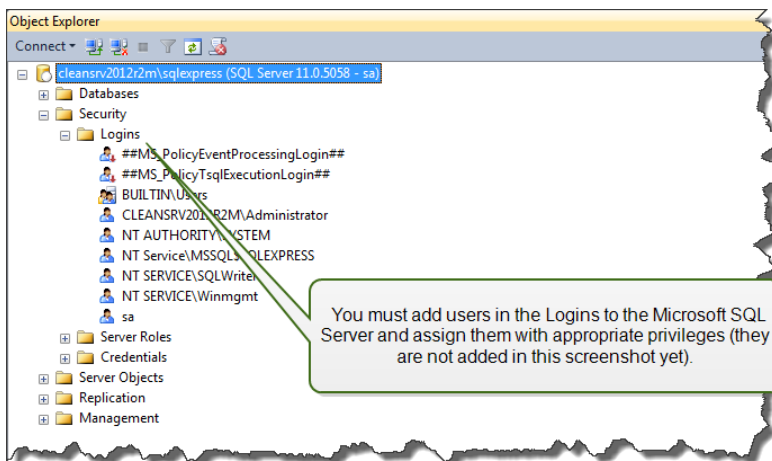 Object Explorer
Connect
cleansrv2012r2m\sqlexpress (SQL Server 11.0.5058 - sa)
Databases
Security
Logins
##MS_PolicyEventProcessingLogin##
##MS_PolicyTsqlExecutionLogin##
BUILTIN\Users
CLEANSRV2012R2M\Administrator
NT AUTHORITY\SYSTEM
NT Service\MSSQL$SQLEXPRESS
NT SERVICE\SQLWriter
NT SERVICE\Winmgmt
sa
Server Roles
Credentials
Server Objects
Replication
Management
You must add users in the Logins to the Microsoft SQL
Server and assign them with appropriate privileges (they
are not added in this screenshot yet).